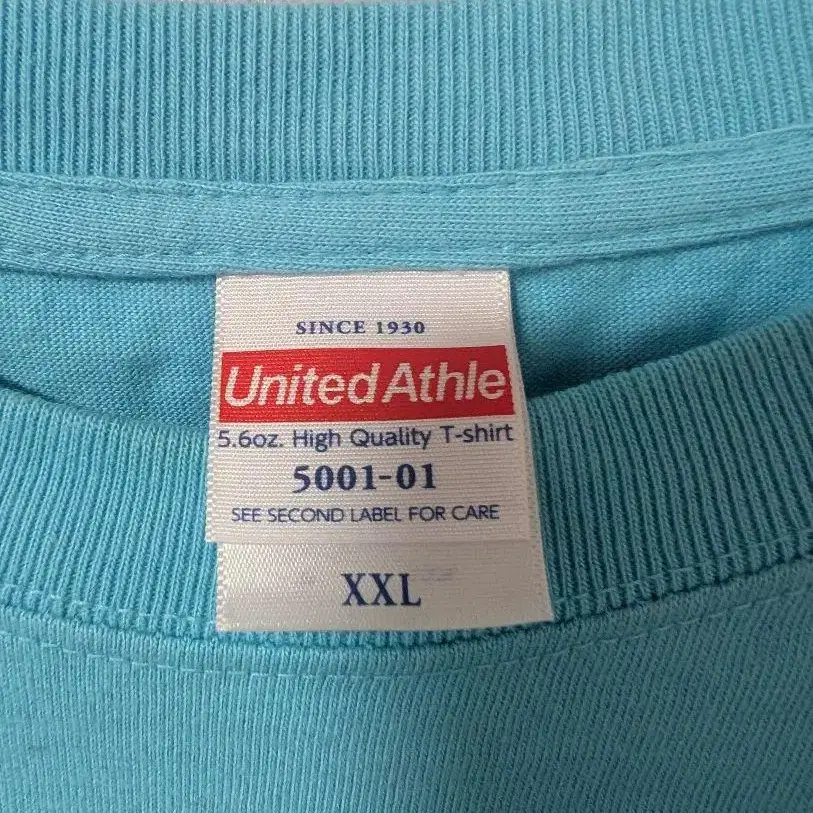 SINCE 1930
United Athle
5.6oz. High Quality T-shirt
5001-01
SEE SECOND LABEL FOR CARE
XXL